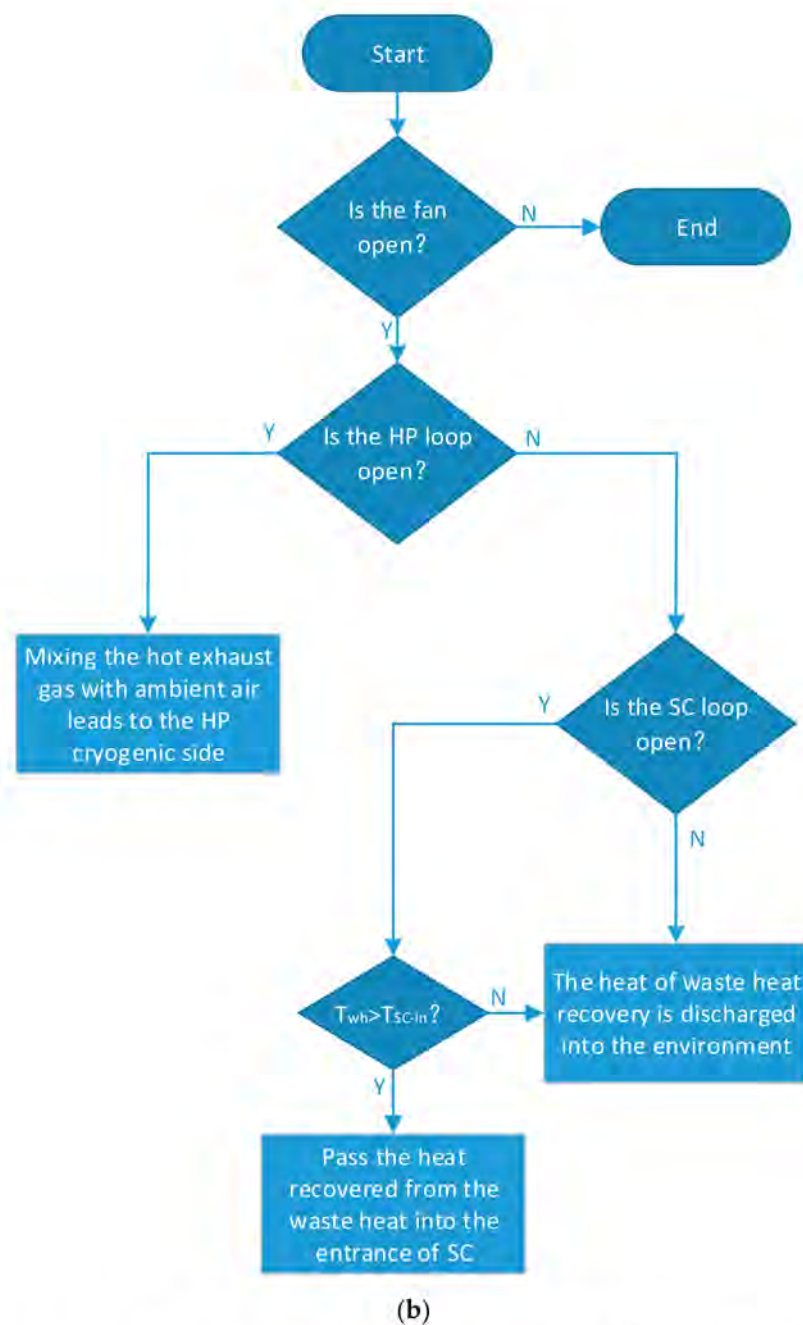 Start
Is the fan
open?
N
End
Y
Is the HP loop
open?
Y
N
Mixing the hot exhaust
gas with ambient air
leads to the HP
cryogenic side
Is the SC loop
open?
Y
N
Twh>TSC-in?
N
Y
The heat of waste heat
recovery is discharged
into the environment
Pass the heat
recovered from the
waste heat into the
entrance of SC
(b)